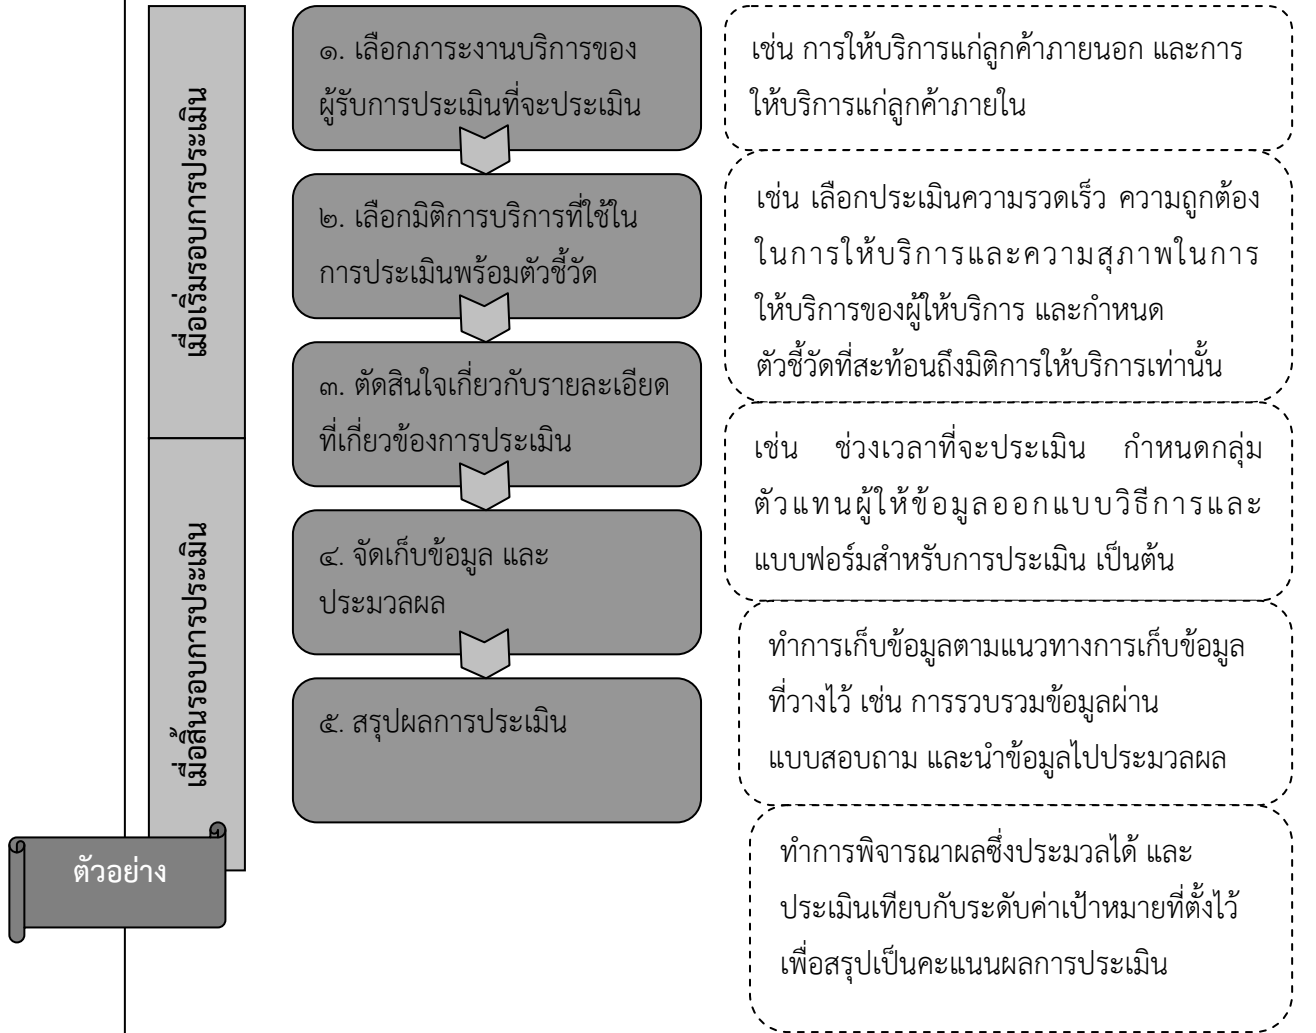 เมื่อเริ่มรอบการประเมิน
๑. เลือกภาระงานบริการของ
ผู้รับการประเมินที่จะประเมิน
เช่น การให้บริการแก่ลูกค้าภายนอก และการ
ให้บริการแก่ลูกค้าภายใน
๒. เลือกมิติการบริการที่ใช้ใน
การประเมินพร้อมตัวชี้วัด
เช่น เลือกประเมินความรวดเร็ว ความถูกต้อง
ในการให้บริการและความสุภาพในการ
ให้บริการของผู้ให้บริการ และกำหนด
ตัวชี้วัดที่สะท้อนถึงมิติการให้บริการเท่านั้น
๓. ตัดสินใจเกี่ยวกับรายละเอียด
ที่เกี่ยวข้องการประเมิน
เช่น ช่วงเวลาที่จะประเมิน กำหนดกลุ่ม
ตัวแทนผู้ให้ข้อมูลออกแบบวิธีการและ
แบบฟอร์มสำหรับการประเมิน เป็นต้น
เมื่อสิ้นรอบการประเมิน
๔. จัดเก็บข้อมูล และ
ประมวลผล
ทำการเก็บข้อมูลตามแนวทางการเก็บข้อมูล
ที่วางไว้ เช่น การรวบรวมข้อมูลผ่าน
แบบสอบถาม และนำข้อมูลไปประมวลผล
๕. สรุปผลการประเมิน
ทำการพิจารณาผลซึ่งประมวลได้ และ
ประเมินเทียบกับระดับค่าเป้าหมายที่ตั้งไว้
เพื่อสรุปเป็นคะแนนผลการประเมิน
ตัวอย่าง